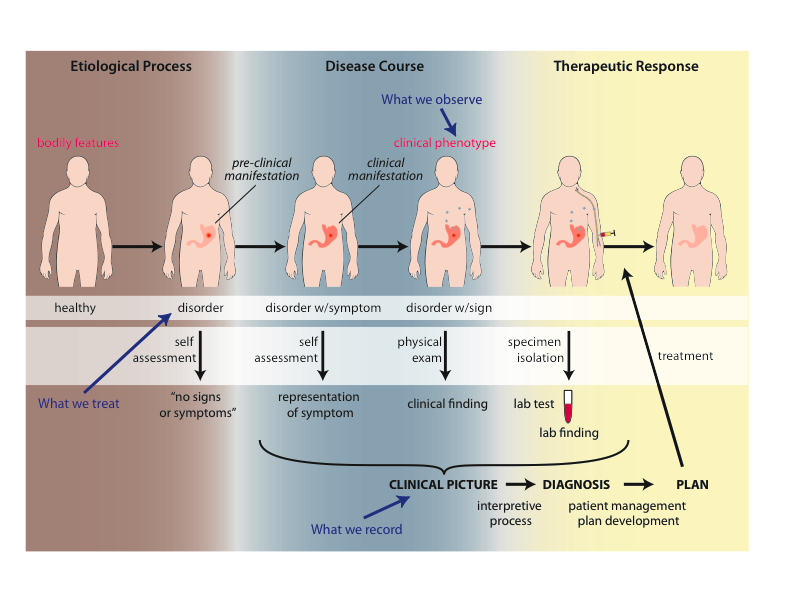 Etiological Process
Disease Course
Therapeutic Response
What we observe
bodily features
clinical phenotype
pre-clinical
manifestation
clinical
manifestation
healthy
disorder
disorder w/symptom
disorder w/sign
self
assessment
self
assessment
physical
exam
specimen
isolation
treatment
What we treat
"no signs
or symptoms"
representation
of symptom
clinical finding
lab test
lab finding
CLINICAL PICTURE
DIAGNOSIS
PLAN
interpretive
process
patient management
plan development
What we record